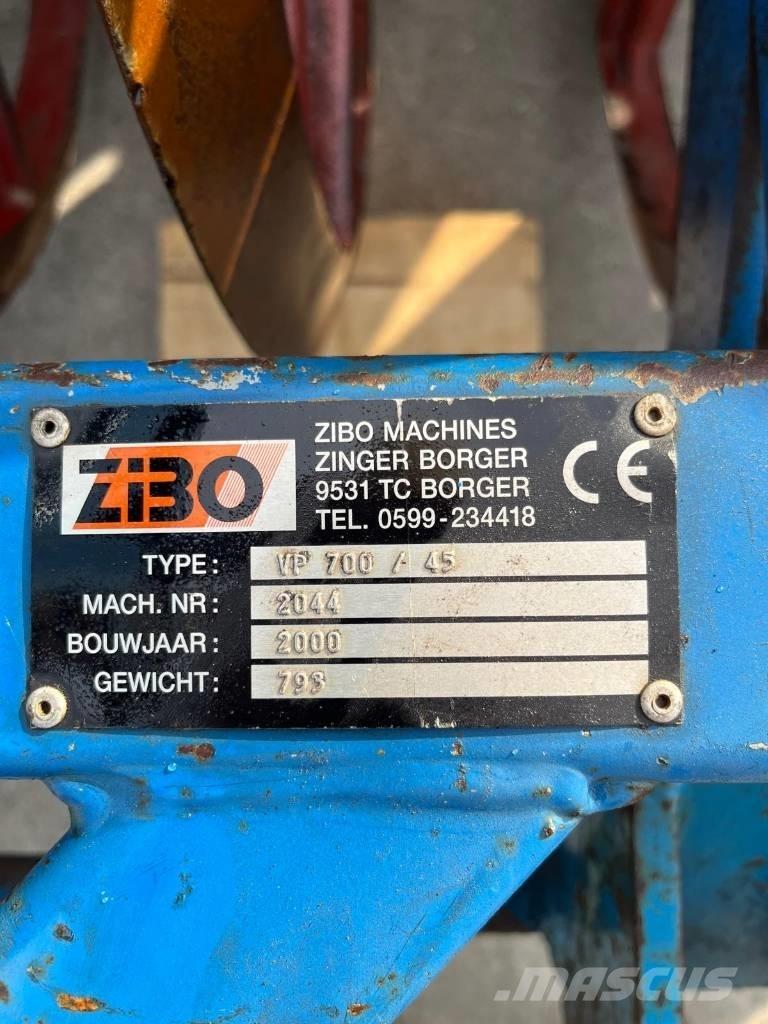 ZIBO
ZIBO MACHINES
ZINGER BORGER
9531 TC BORGER
TEL. 0599-234418
CE
TYPE: VP 700 / 45
MACH. NR: 2044
BOUWJAAR: 2000
GEWICHT: 793
MASCUS